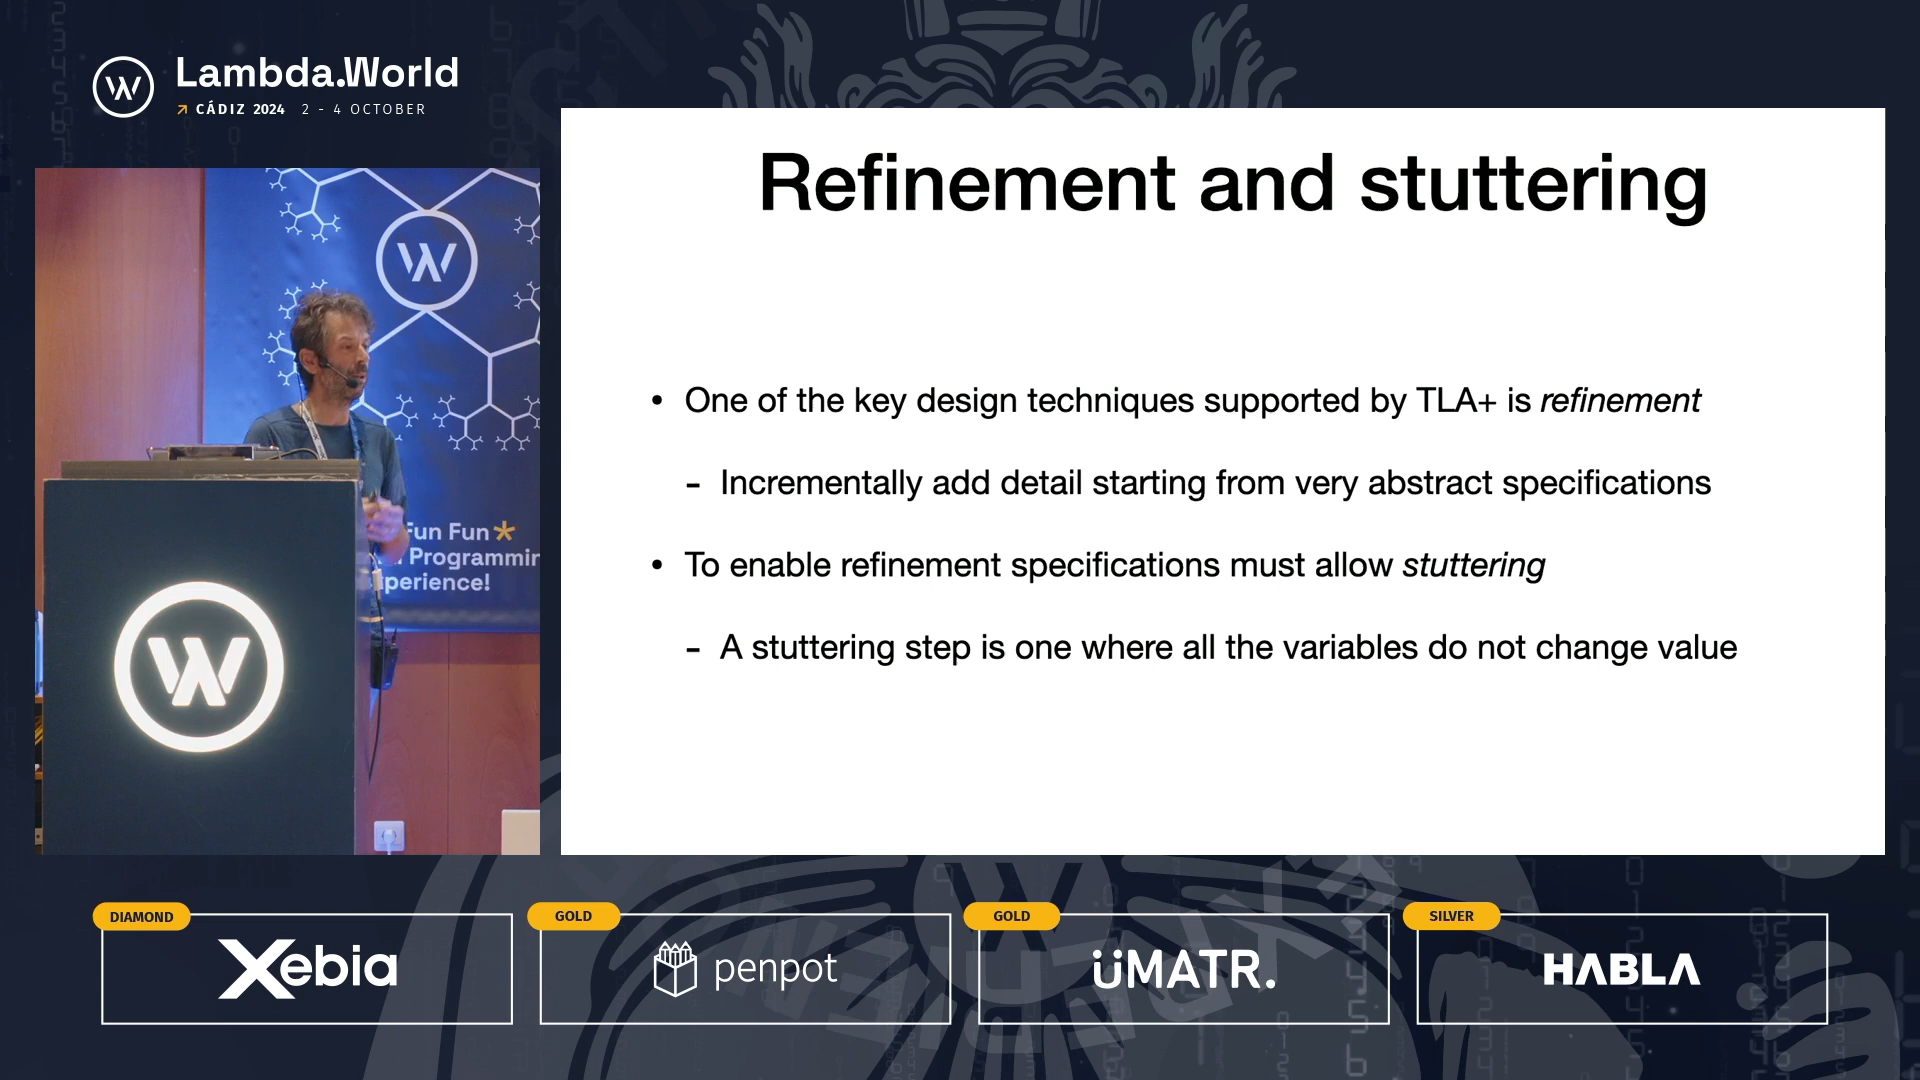 Lambda.World
CÁDIZ 2024 2 - 4 OCTOBER
Refinement and stuttering
• One of the key design techniques supported by TLA+ is refinement
- Incrementally add detail starting from very abstract specifications
• To enable refinement specifications must allow stuttering
- A stuttering step is one where all the variables do not change value
Fun Fun*
Programmin
xperience!
DIAMOND
Xebia
GOLD
penpot
GOLD
üMATR.
SILVER
HABLA